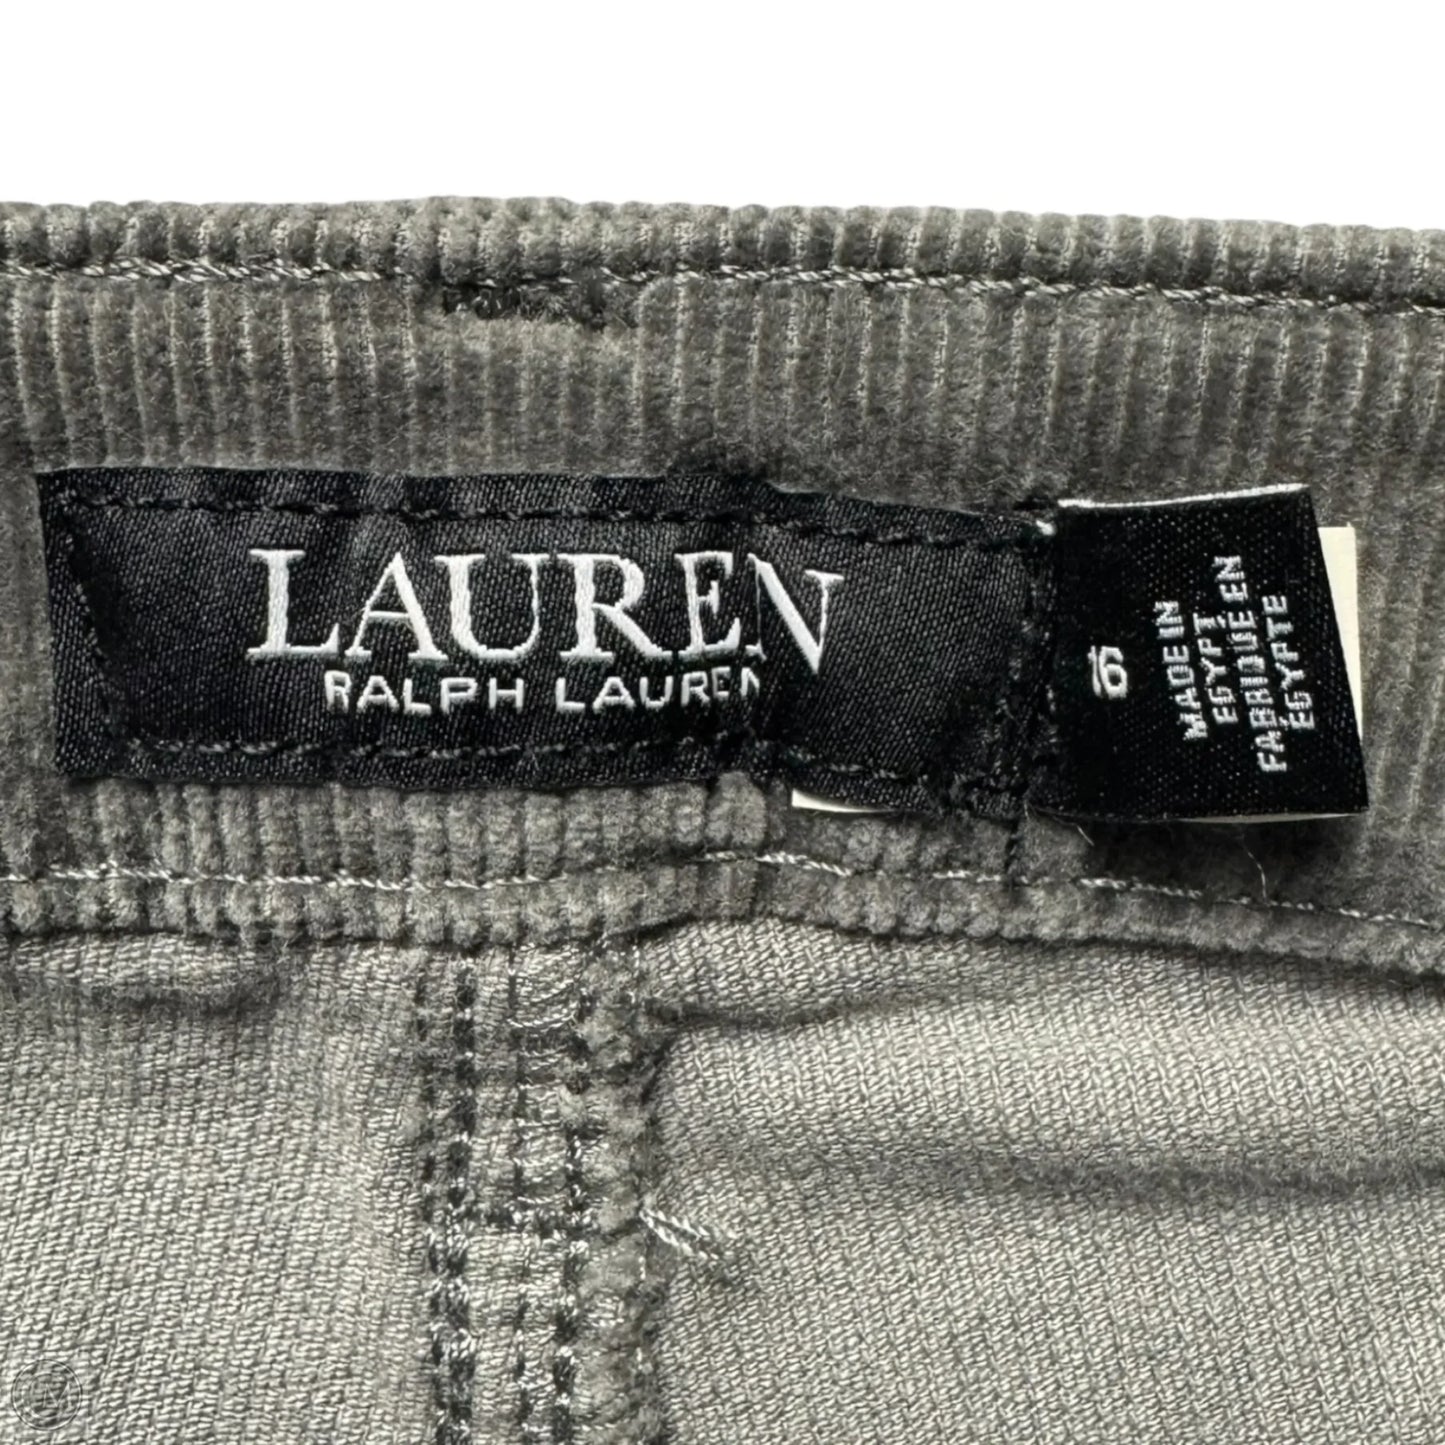 LAUREN
RALPH LAUREN
16
MADE IN
EGYPT
FABRIQUÉ EN
ÉGYPTE